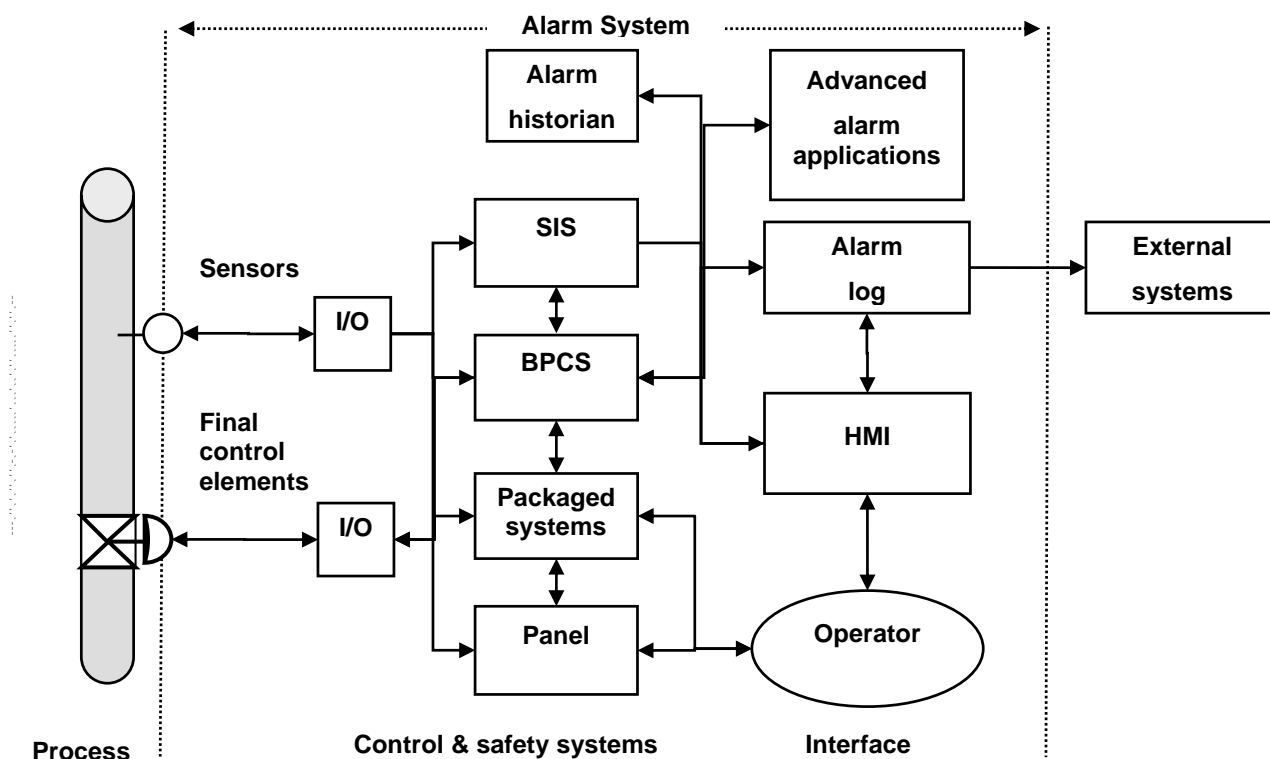 Alarm System
Alarm
historian
Advanced
alarm
applications
SIS
Alarm
log
External
systems
Sensors
I/O
BPCS
Final
control
elements
HMI
Packaged
systems
I/O
Panel
Operator
Process
Control & safety systems
Interface